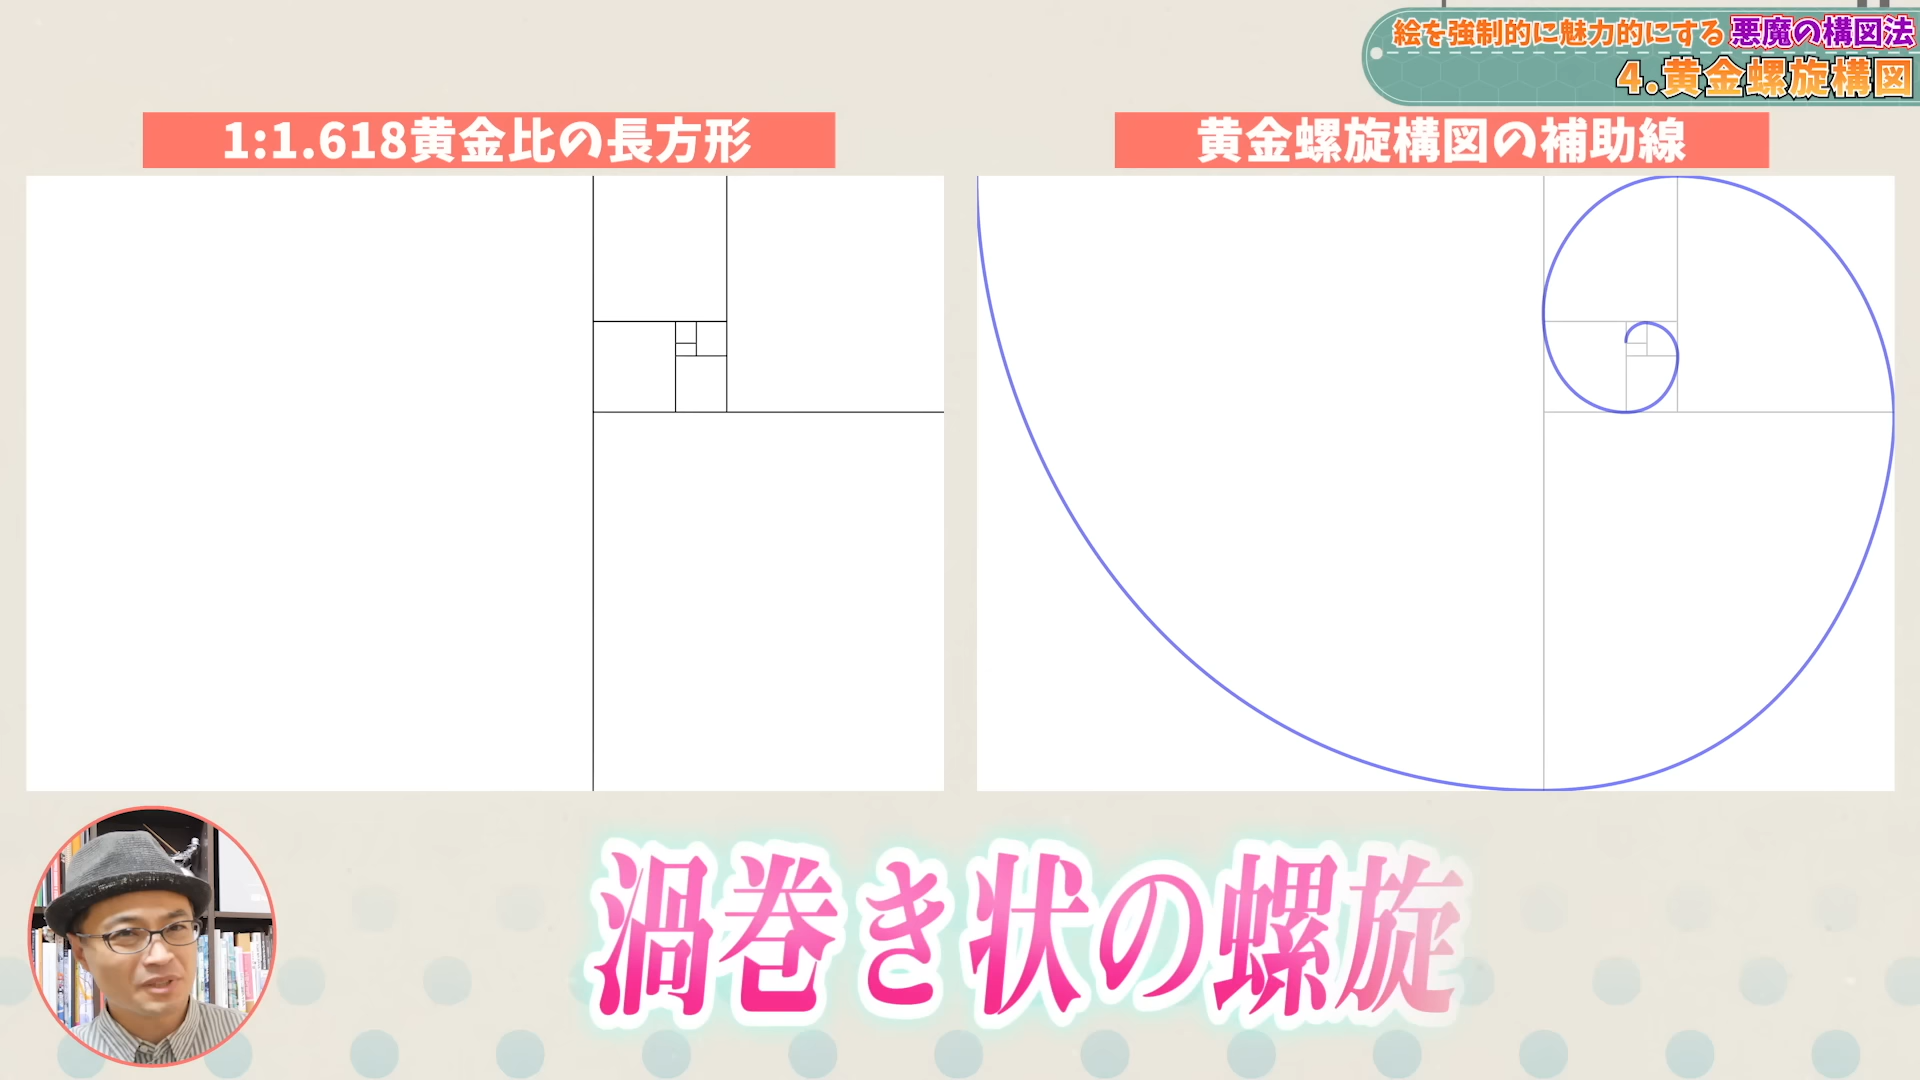 絵を強制的に魅力的にする 悪魔の構図法
4.黄金螺旋構図
1:1.618黄金比の長方形
黄金螺旋構図の補助線
渦巻き状の螺旋